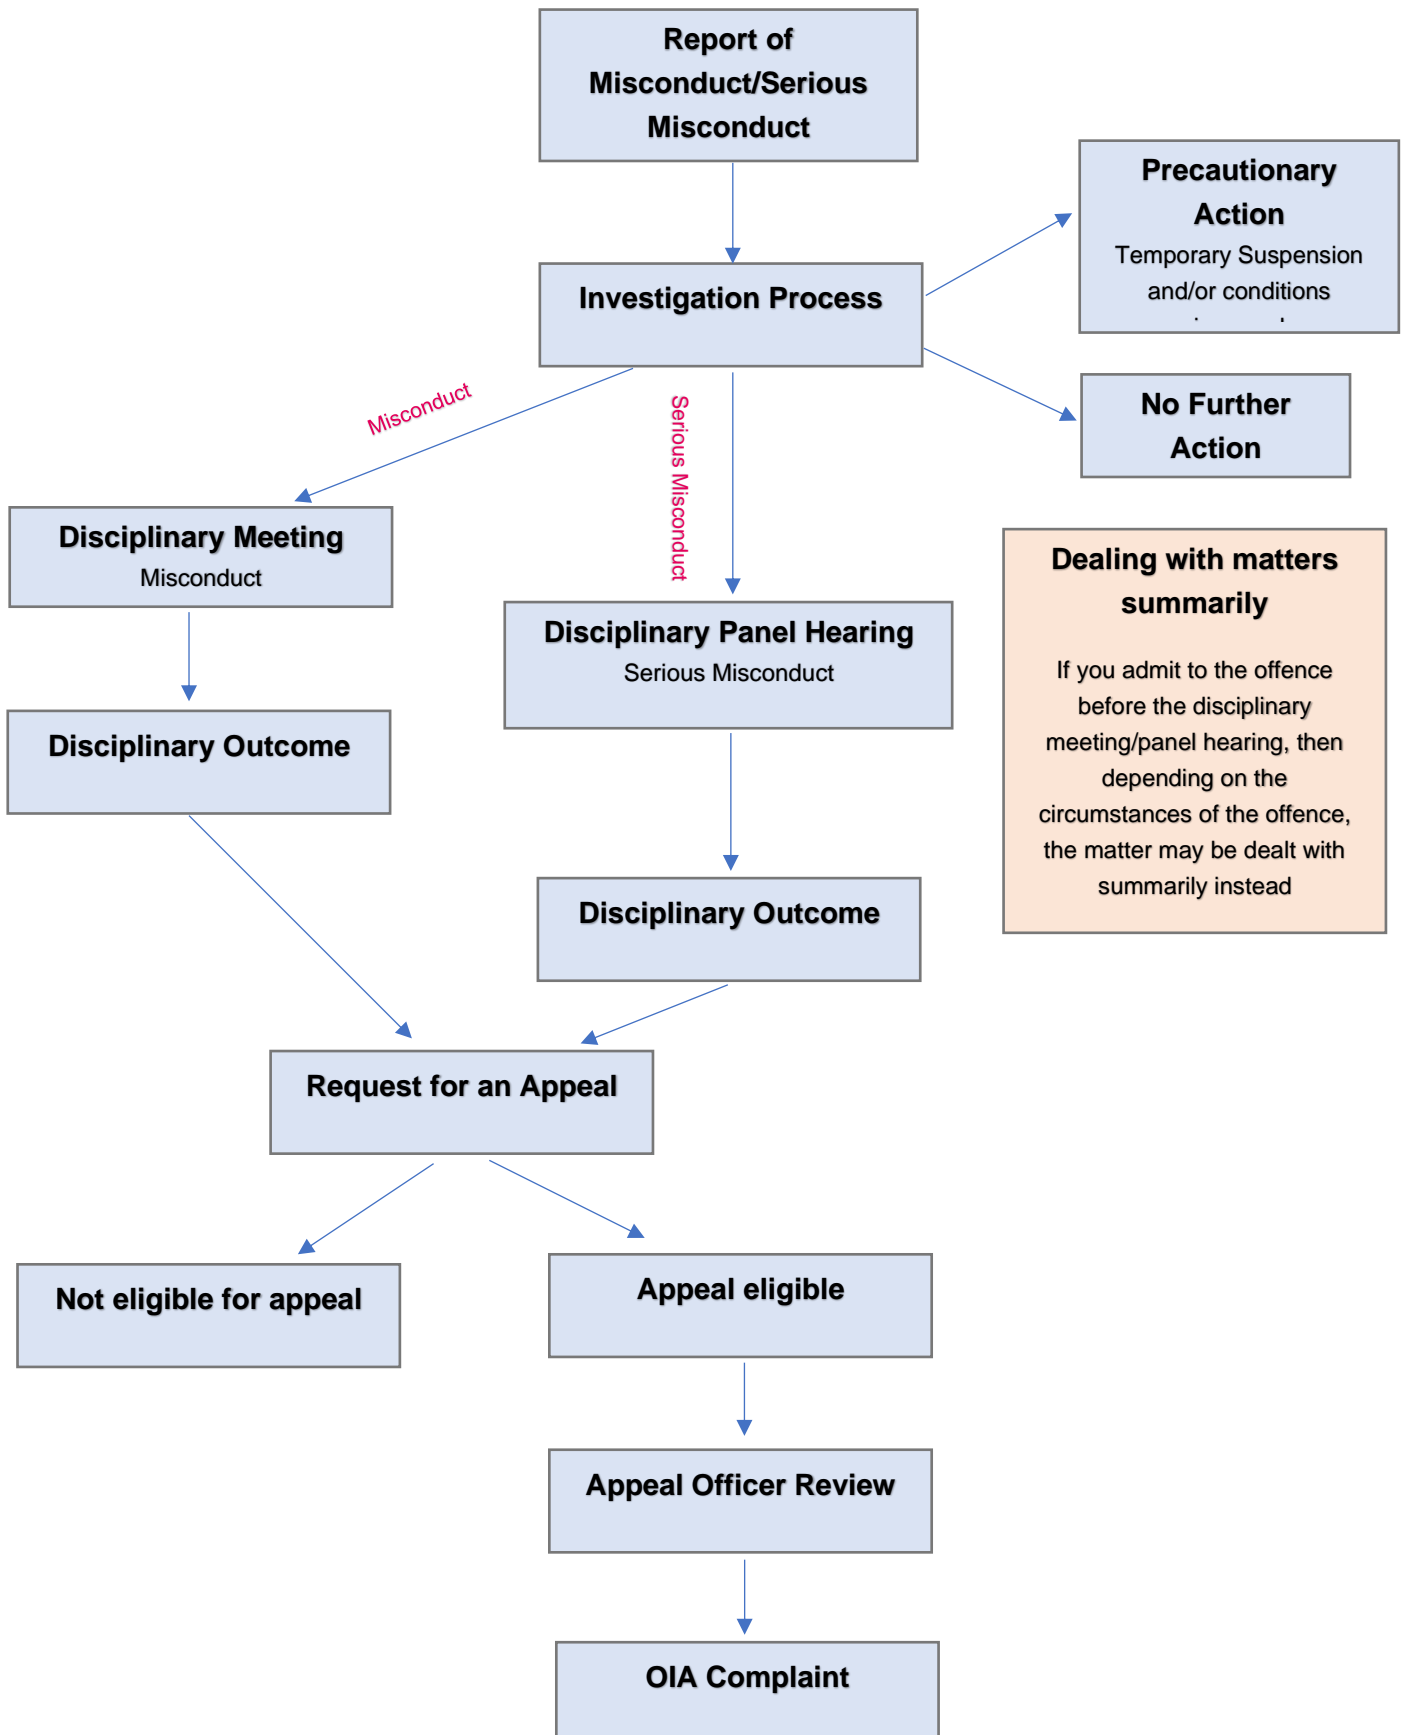 Report of
Misconduct/Serious
Misconduct
Precautionary
Action
Temporary Suspension
and/or conditions
Investigation Process
No Further
Action
Misconduct
Serious Misconduct
Disciplinary Meeting
Misconduct
Disciplinary Panel Hearing
Serious Misconduct
Dealing with matters
summarily
If you admit to the offence
before the disciplinary
meeting/panel hearing, then
depending on the
circumstances of the offence,
the matter may be dealt with
summarily instead
Disciplinary Outcome
Disciplinary Outcome
Request for an Appeal
Not eligible for appeal
Appeal eligible
Appeal Officer Review
OIA Complaint